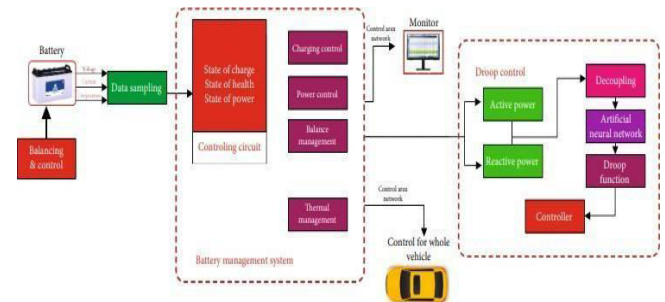 Battery
Voltage
Current
Temperature
Data sampling
Balancing
& control
State of charge
State of health
State of power
Controling circuit
Charging control
Power control
Balance
management
Thermal
management
Battery management system
Control area
network
Monitor
Control area
network
Control for whole
vehicle
Droop control
Active power
Reactive power
Decoupling
Artificial
neural network
Droop
function
Controller